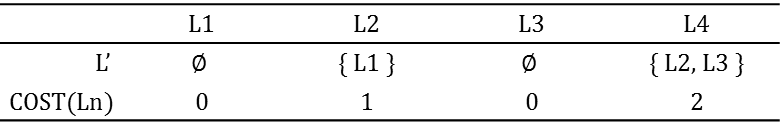 L1 L2 L3 L4
L’ ∅ { L1 } ∅ { L2, L3 }
COST(Ln) 0 1 0 2